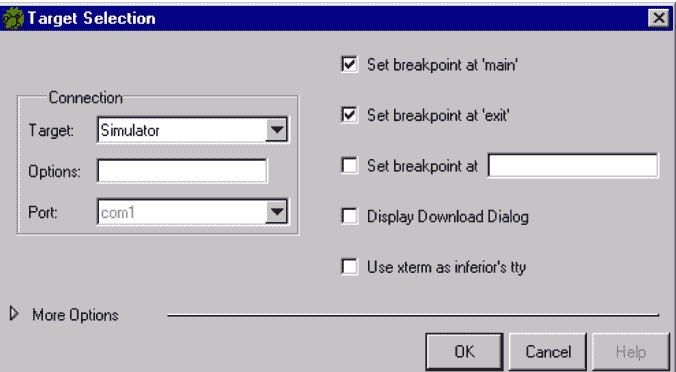 Target Selection
Connection
Target: Simulator
Options:
Port: com1
Set breakpoint at 'main'
Set breakpoint at 'exit'
Set breakpoint at
Display Download Dialog
Use xterm as inferior's tty
More Options
OK Cancel Help